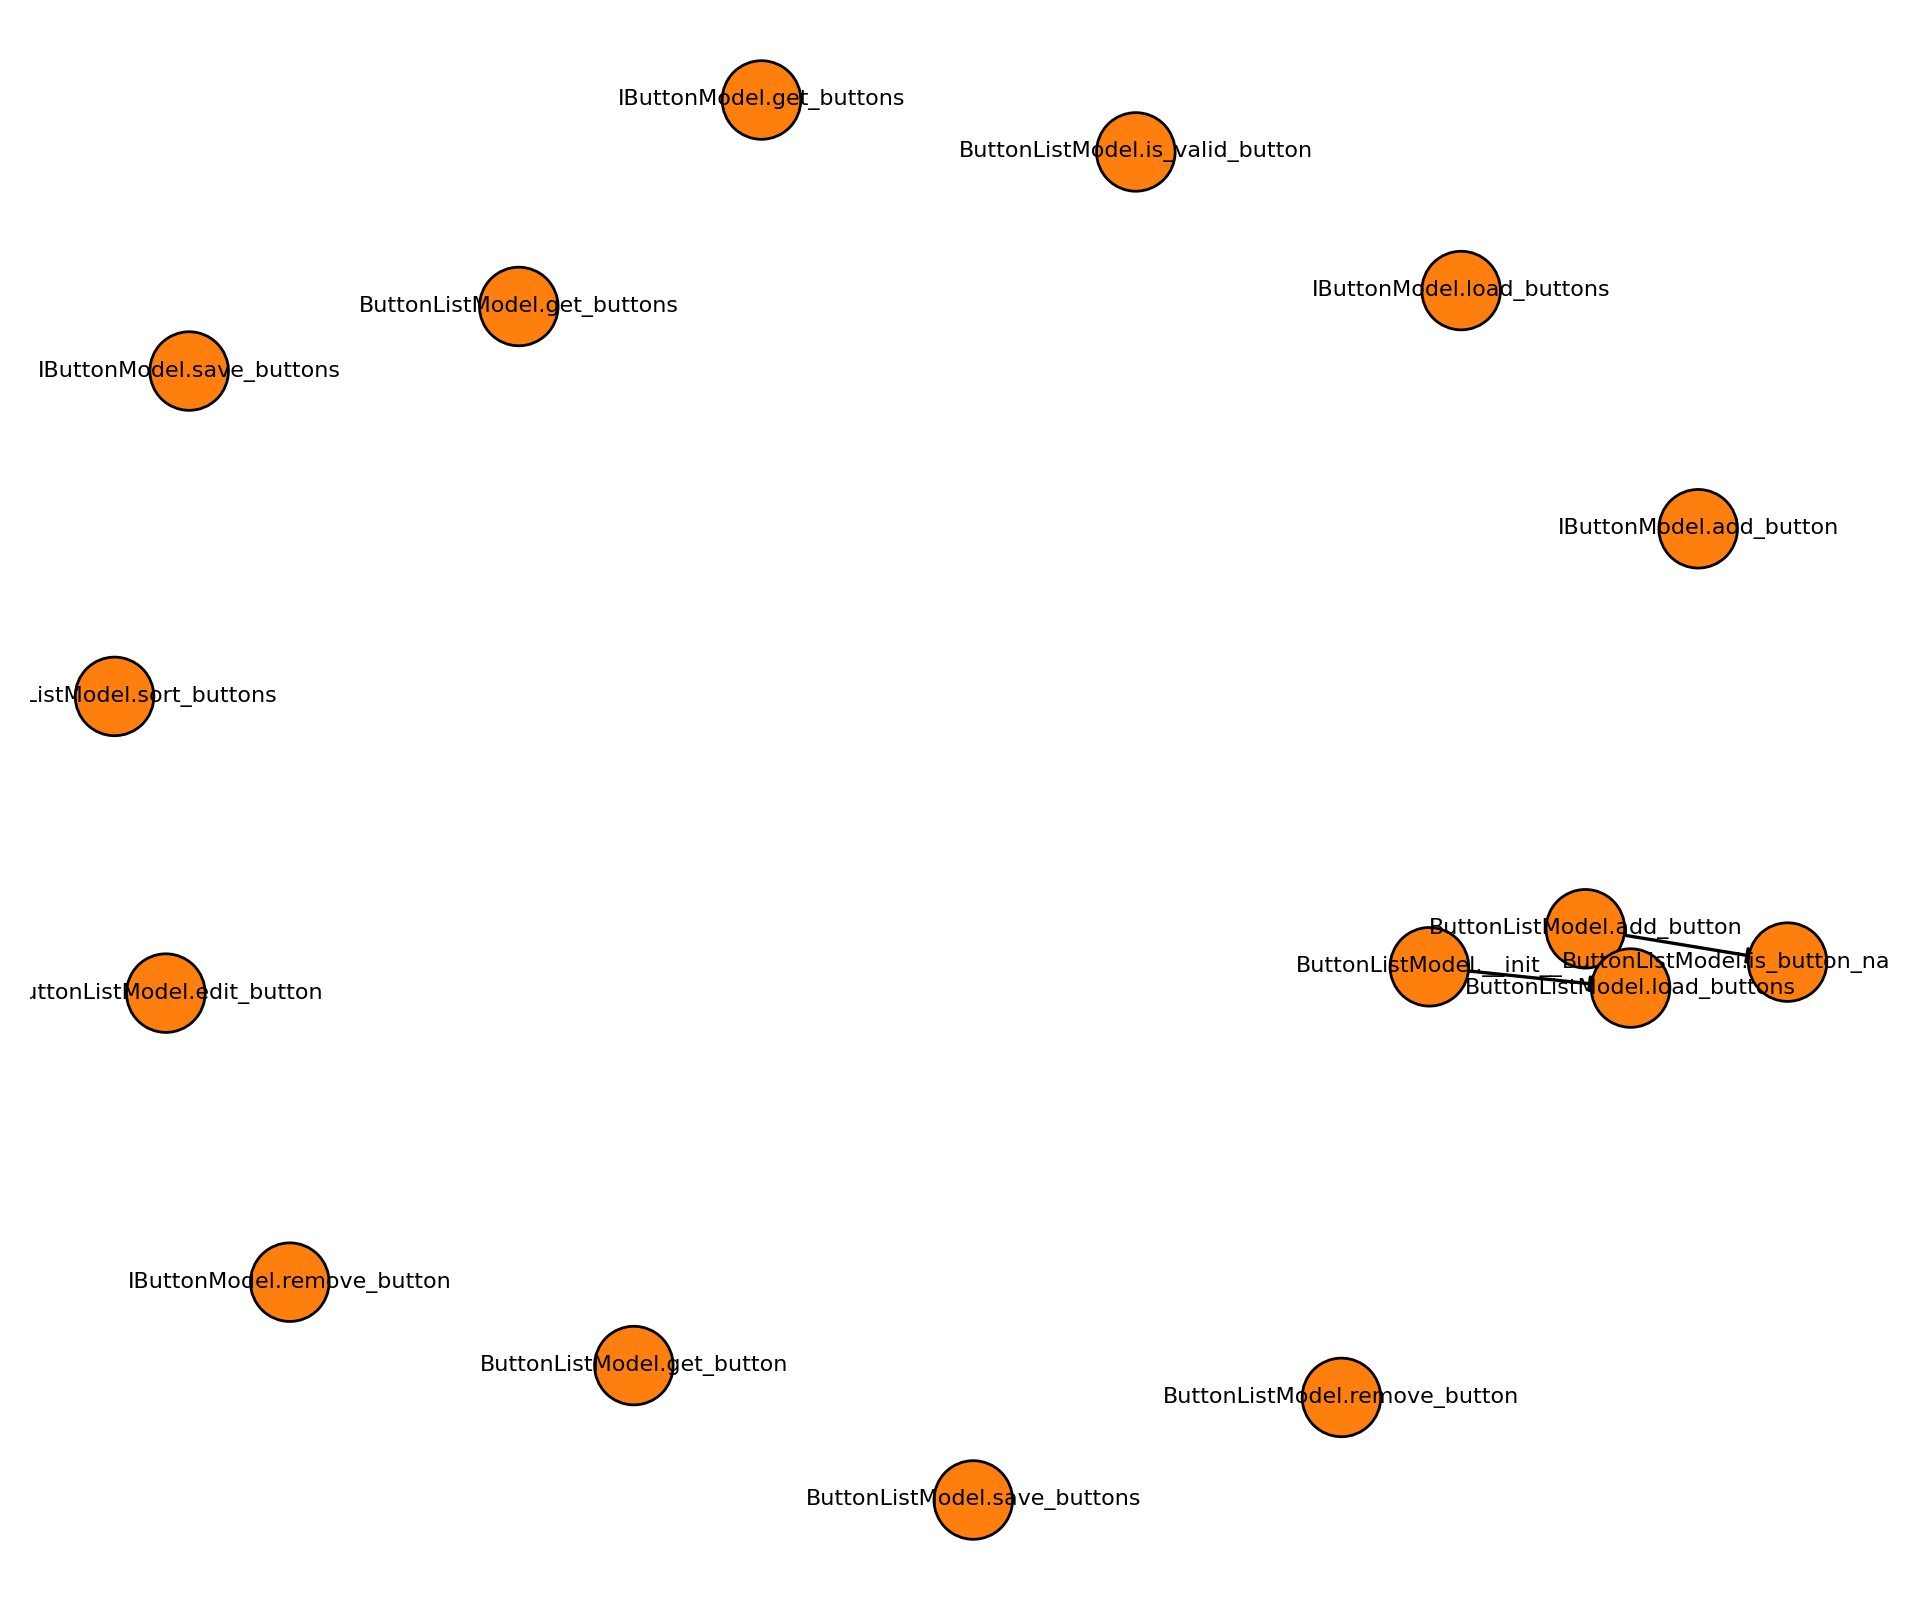 IButtonModel.get_buttons
ButtonListModel.is_valid_button
IButtonModel.load_buttons
ButtonListModel.get_buttons
IButtonModel.save_buttons
IButtonModel.add_button
ListModel.sort_buttons
ButtonListModel.add_button
ButtonListModel.is_button_na
ButtonListModel.__init__
ButtonListModel.load_buttons
uttonListModel.edit_button
IButtonModel.remove_button
ButtonListModel.get_button
ButtonListModel.remove_button
ButtonListModel.save_buttons